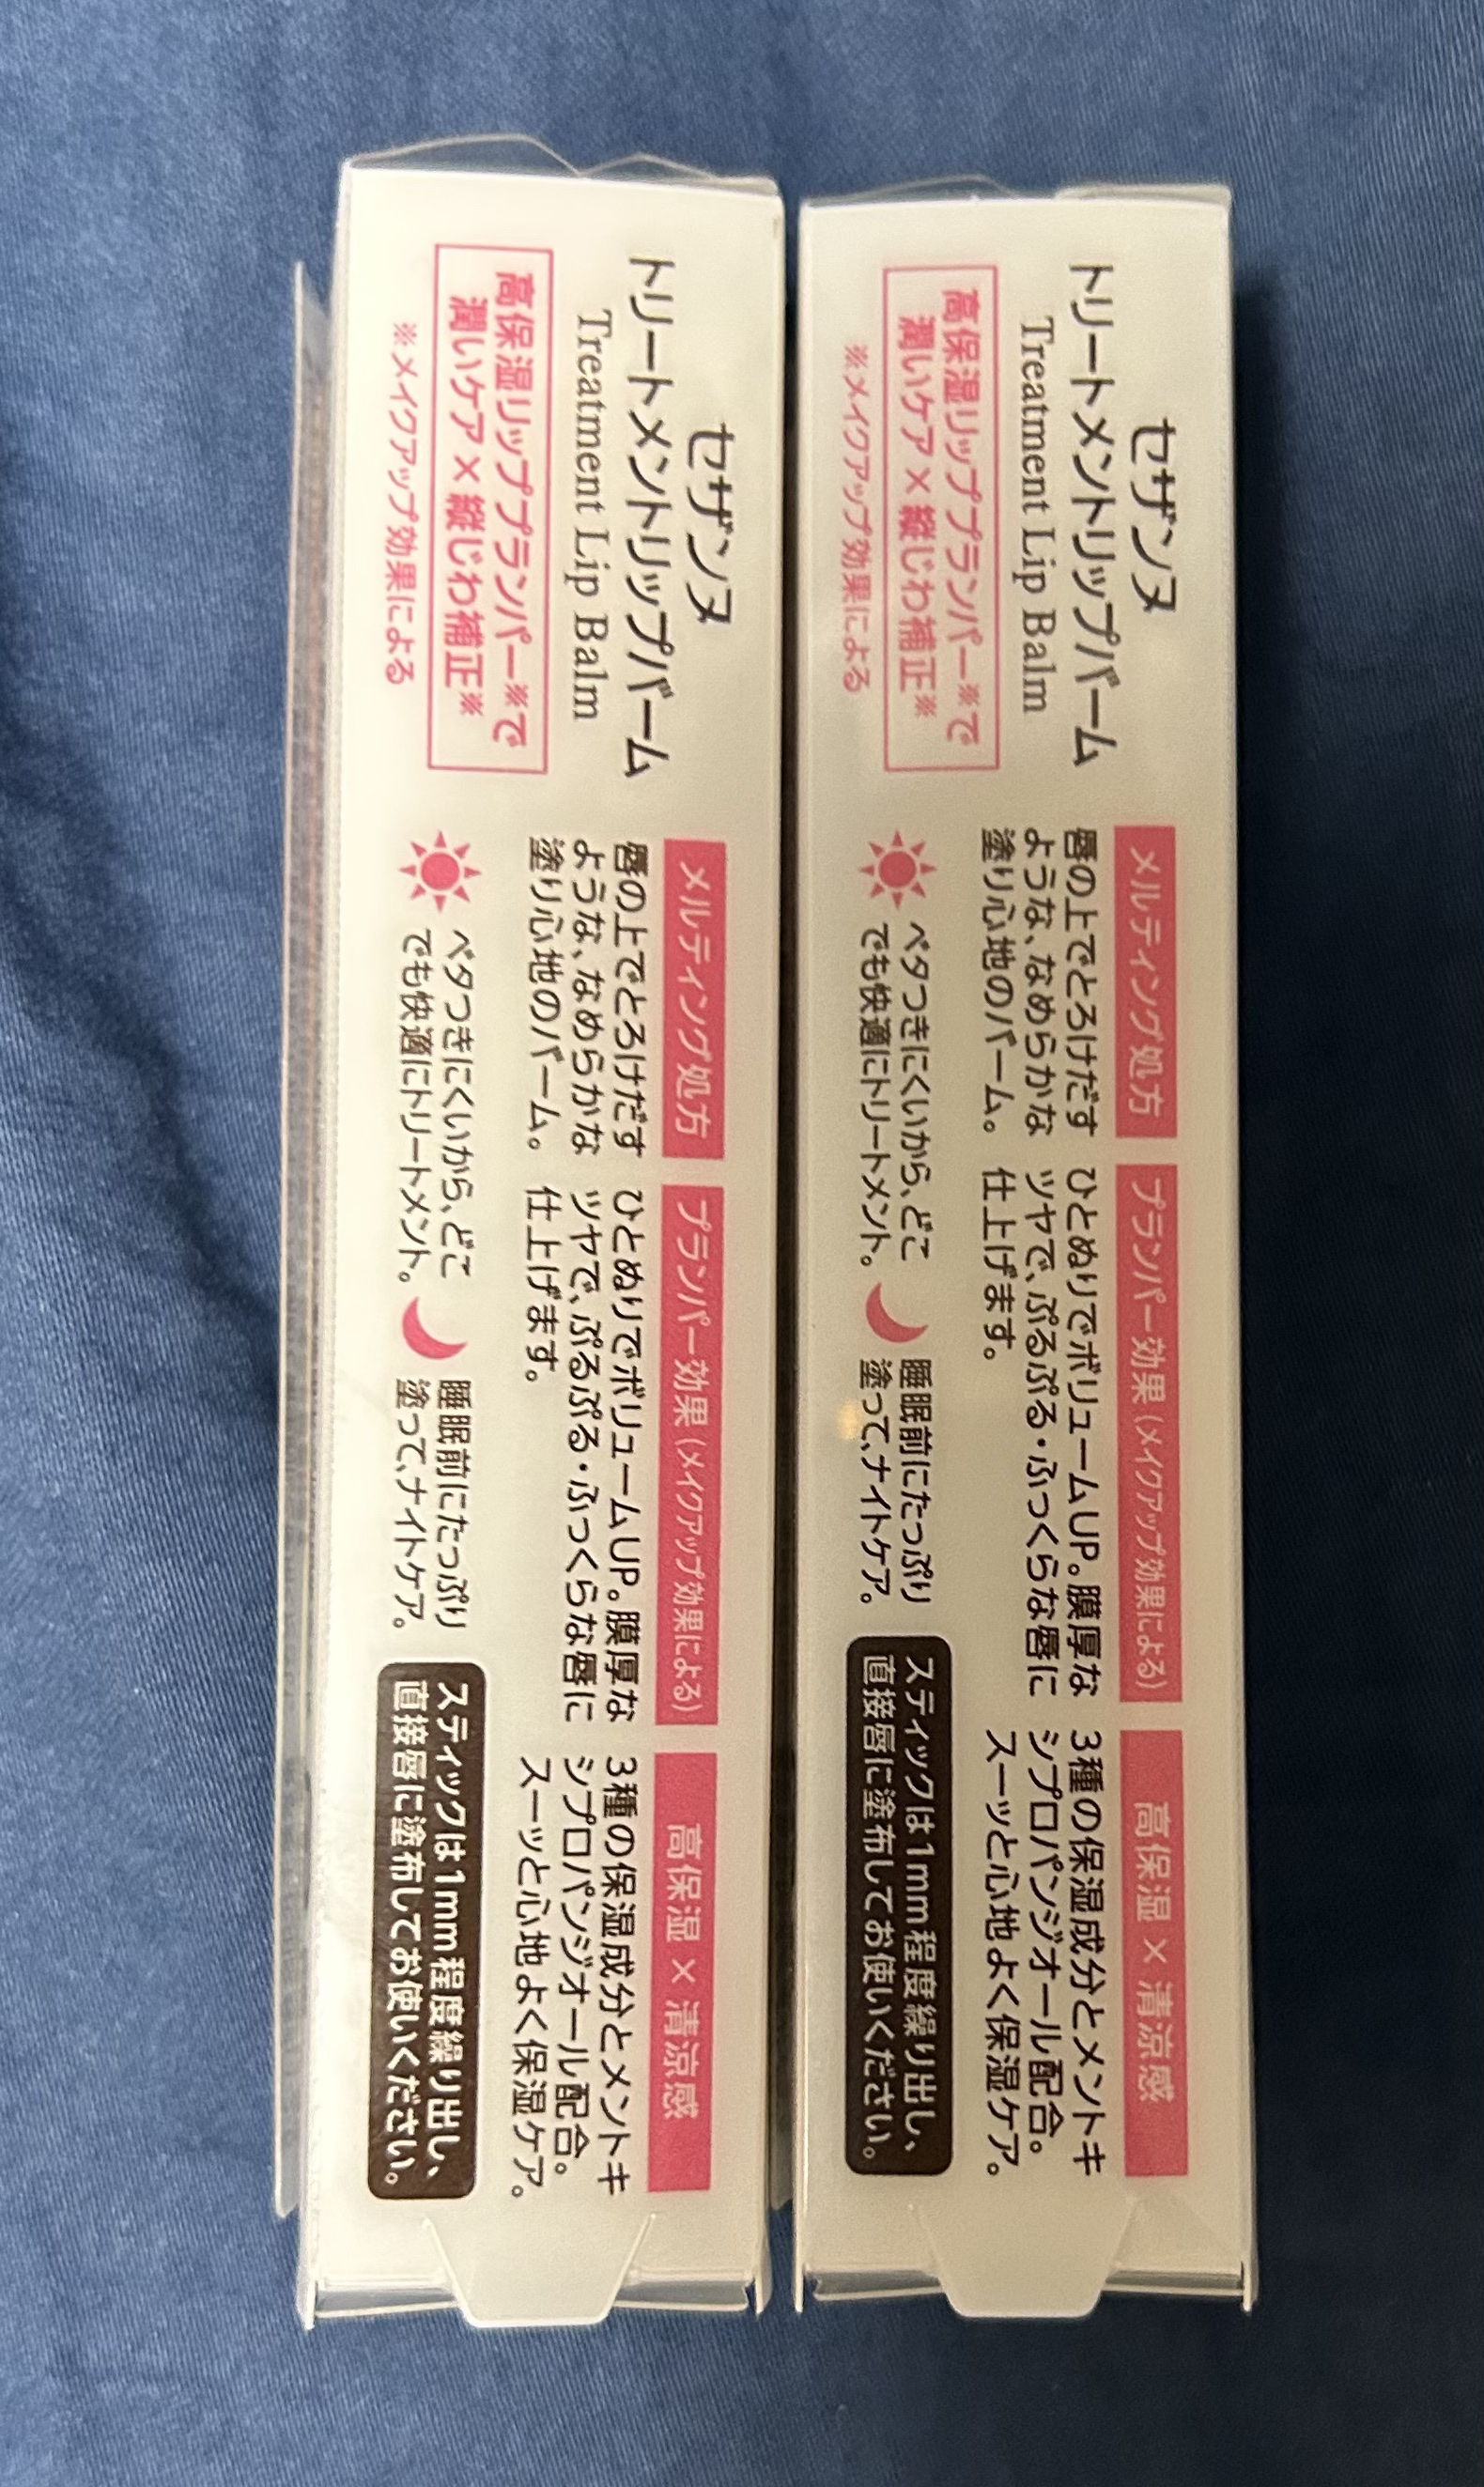 セザンヌ
トリートメントリップバーム
Treatment Lip Balm
高保湿リッププランパー※で
潤いケア×縦じわ補正※
※メイクアップ効果による
メルティング処方
唇の上でとろけだす
ような、なめらかな
塗り心地のバーム。
プランパー効果（メイクアップ効果による）
ひとぬりでボリュームUP。膜厚な
ツヤで、ぷるぷる・ふっくらな唇に
仕上げます。
高保湿×清涼感
3種の保湿成分とメントキ
シプロパンジオール配合。
スーッと心地よく保湿ケア。
ベタつきにくいから、どこ
でも快適にトリートメント。
睡眠前にたっぷり
塗って、ナイトケア。
スティックは1mm程度繰り出し、
直接唇に塗布してお使いください。
セザンヌ
トリートメントリップバーム
Treatment Lip Balm
高保湿リッププランパー※で
潤いケア×縦じわ補正※
※メイクアップ効果による
メルティング処方
唇の上でとろけだす
ような、なめらかな
塗り心地のバーム。
プランパー効果（メイクアップ効果による）
ひとぬりでボリュームUP。膜厚な
ツヤで、ぷるぷる・ふっくらな唇に
仕上げます。
高保湿×清涼感
3種の保湿成分とメントキ
シプロパンジオール配合。
スーッと心地よく保湿ケア。
ベタつきにくいから、どこ
でも快適にトリートメント。
睡眠前にたっぷり
塗って、ナイトケア。
スティックは1mm程度繰り出し、
直接唇に塗布してお使いください。